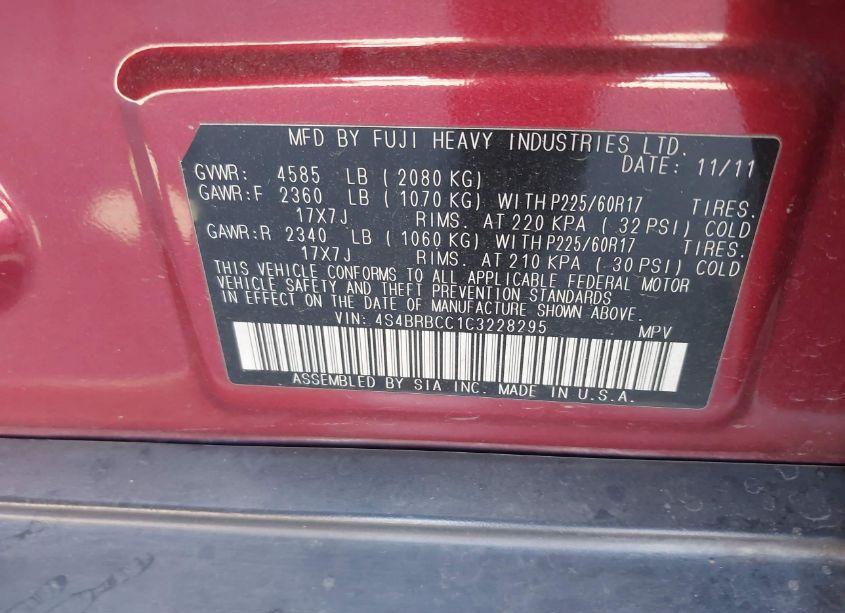 MFD BY FUJI HEAVY INDUSTRIES LTD.
DATE: 11/11
GVWR: 4585 LB (2080 KG)
GAWR:F 2360 LB (1070 KG) WITH P225/60R17 TIRES.
17X7J RIMS. AT 220 KPA (32 PSI) COLD
GAWR:R 2340 LB (1060 KG) WITH P225/60R17 TIRES.
17X7J RIMS. AT 210 KPA (30 PSI) COLD
THIS VEHICLE CONFORMS TO ALL APPLICABLE FEDERAL MOTOR
VEHICLE SAFETY AND THEFT PREVENTION STANDARDS
IN EFFECT ON THE DATE OF MANUFACTURE SHOWN ABOVE.
VIN: 4S4BRBCC1C3228295 MPV
ASSEMBLED BY SIA INC. MADE IN U.S.A.